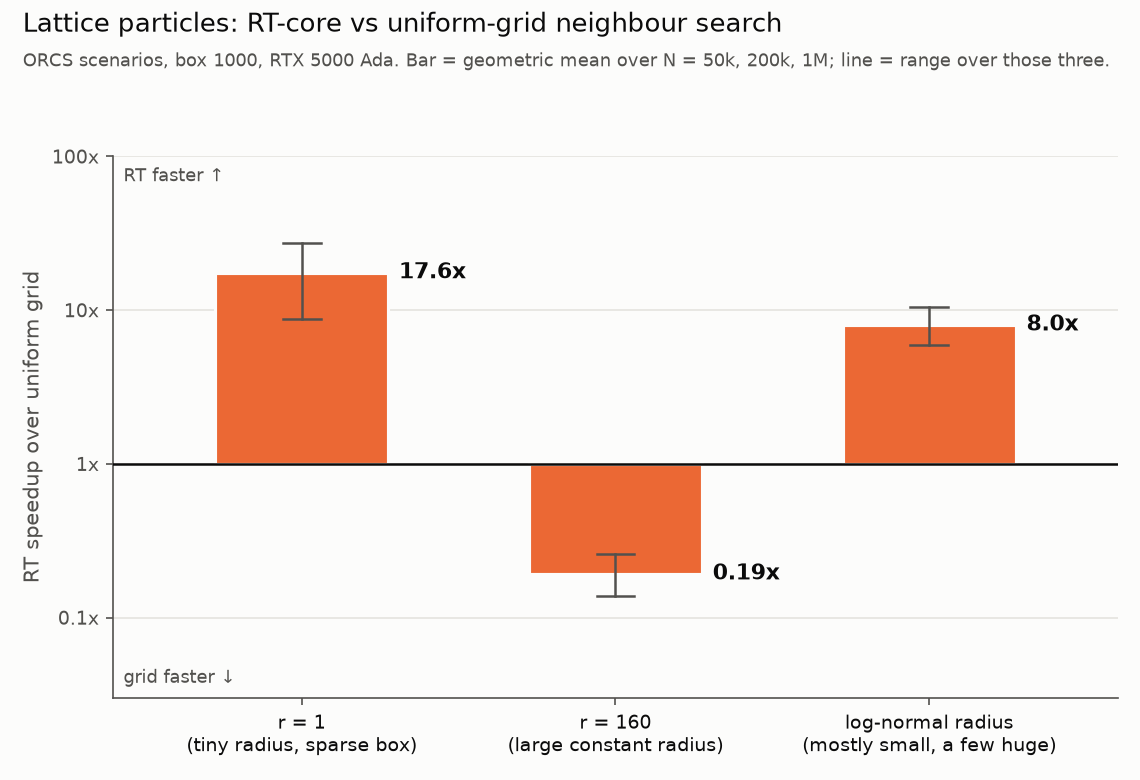 Lattice particles: RT-core vs uniform-grid neighbour search
ORCS scenarios, box 1000, RTX 5000 Ada. Bar = geometric mean over N = 50k, 200k, 1M; line = range over those three.
RT speedup over uniform grid
100x
10x
1x
0.1x
RT faster ↑
17.6x
0.19x
8.0x
grid faster ↓
r = 1
(tiny radius, sparse box)
r = 160
(large constant radius)
log-normal radius
(mostly small, a few huge)